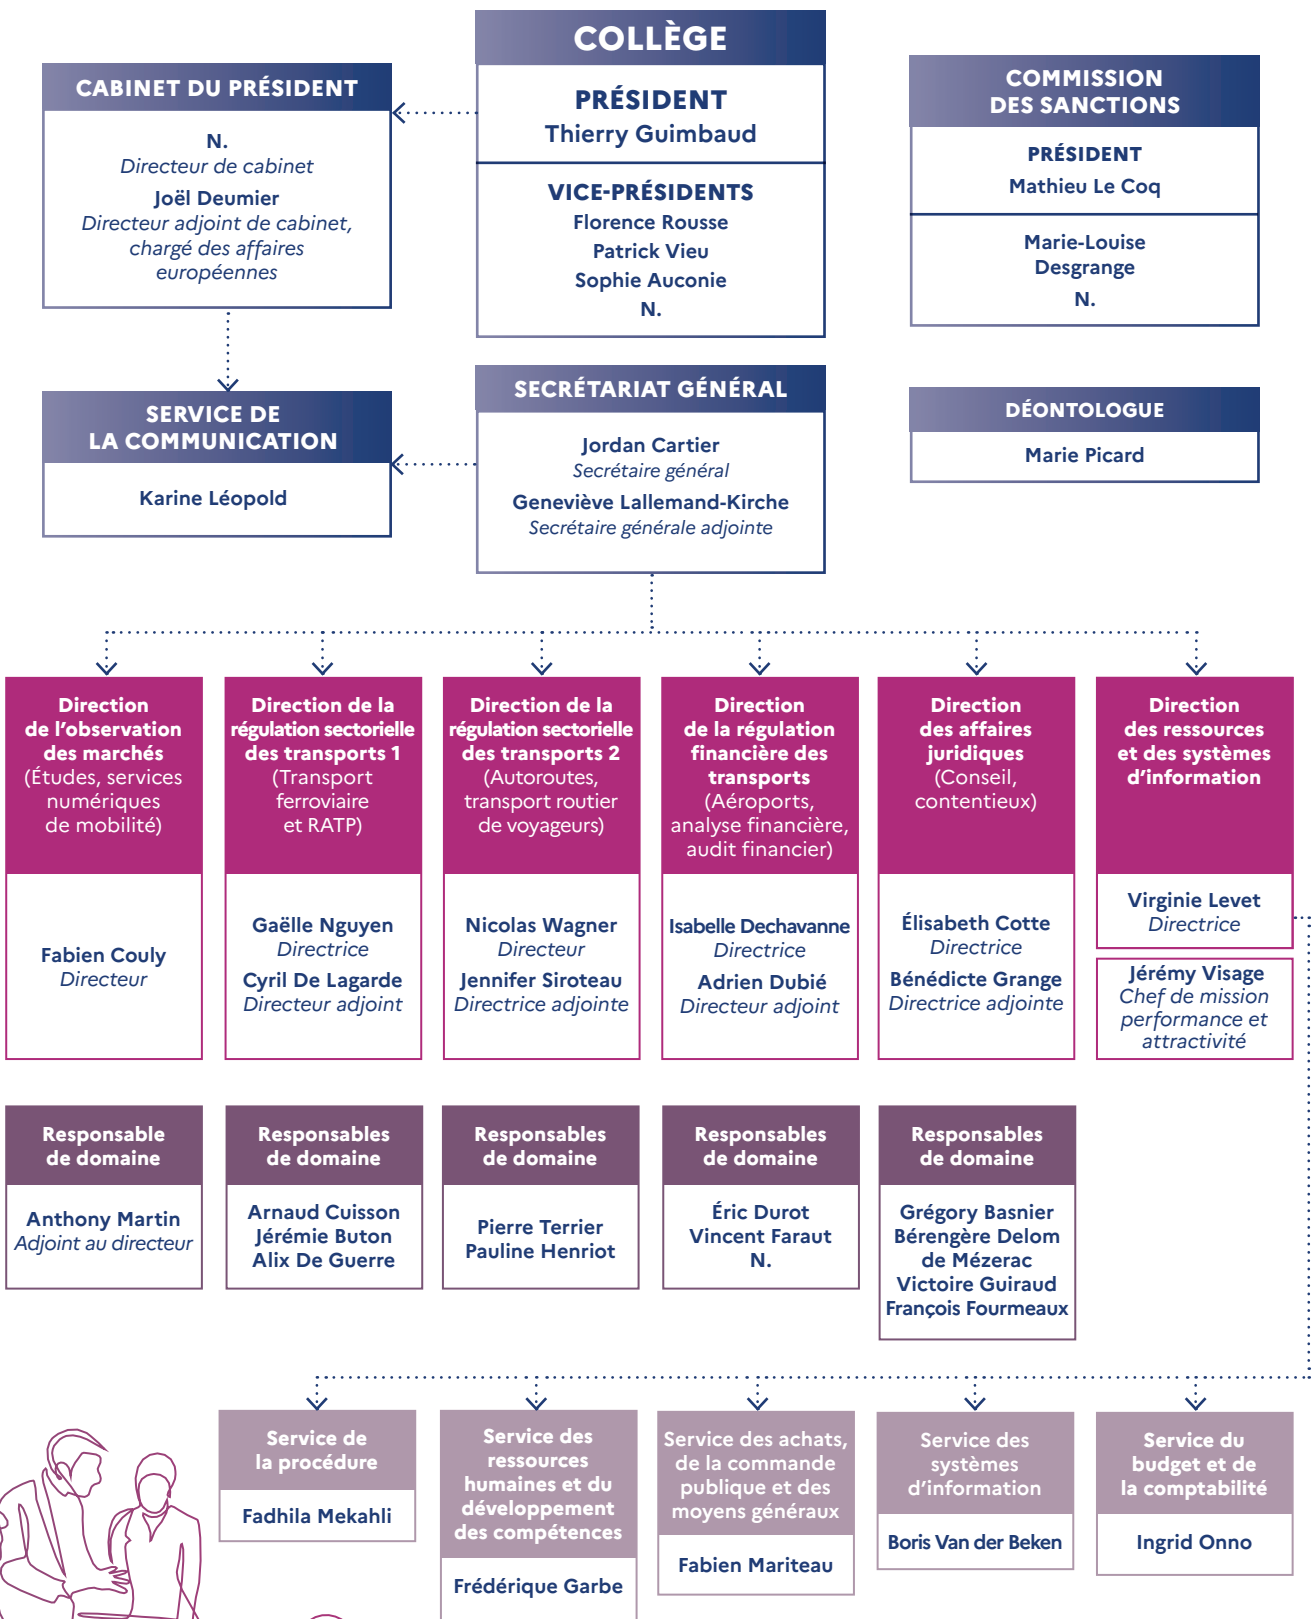 COLLÈGE
PRÉSIDENT
Thierry Guimbaud
VICE-PRÉSIDENTS
Florence Rousse
Patrick Vieu
Sophie Auconie
N.
CABINET DU PRÉSIDENT
N.
Directeur de cabinet
Joël Deumier
Directeur adjoint de cabinet,
chargé des affaires
européennes
COMMISSION
DES SANCTIONS
PRÉSIDENT
Mathieu Le Coq
Marie-Louise
Desgrange
N.
SERVICE DE
LA COMMUNICATION
Karine Léopold
SECRÉTARIAT GÉNÉRAL
Jordan Cartier
Secrétaire général
Geneviève Lallemand-Kirche
Secrétaire générale adjointe
DÉONTOLOGUE
Marie Picard
Direction
de l'observation
des marchés
(Études, services
numériques
de mobilité)
Fabien Couly
Directeur
Direction de la
régulation sectorielle
des transports 1
(Transport
ferroviaire
et RATP)
Gaëlle Nguyen
Directrice
Cyril De Lagarde
Directeur adjoint
Direction de la
régulation sectorielle
des transports 2
(Autoroutes,
transport routier
de voyageurs)
Nicolas Wagner
Directeur
Jennifer Siroteau
Directrice adjointe
Direction
de la régulation
financière des
transports
(Aéroports,
analyse financière,
audit financier)
Isabelle Dechavanne
Directrice
Adrien Dubié
Directeur adjoint
Direction
des affaires
juridiques
(Conseil,
contentieux)
Élisabeth Cotte
Directrice
Bénédicte Grange
Directrice adjointe
Direction
des ressources
et des systèmes
d'information
Virginie Levet
Directrice
Jérémy Visage
Chef de mission
performance et
attractivité
Responsable
de domaine
Anthony Martin
Adjoint au directeur
Responsables
de domaine
Arnaud Cuisson
Jérémie Buton
Alix De Guerre
Responsables
de domaine
Pierre Terrier
Pauline Henriot
Responsables
de domaine
Éric Durot
Vincent Faraut
N.
Responsables
de domaine
Grégory Basnier
Bérengère Delom
de Mézerac
Victoire Guiraud
François Fourmeaux
Service de
la procédure
Fadhila Mekahli
Service des
ressources
humaines et du
développement
des compétences
Frédérique Garbe
Service des achats,
de la commande
publique et des
moyens généraux
Fabien Mariteau
Service des
systèmes
d'information
Boris Van der Beken
Service du
budget et de
la comptabilité
Ingrid Onno